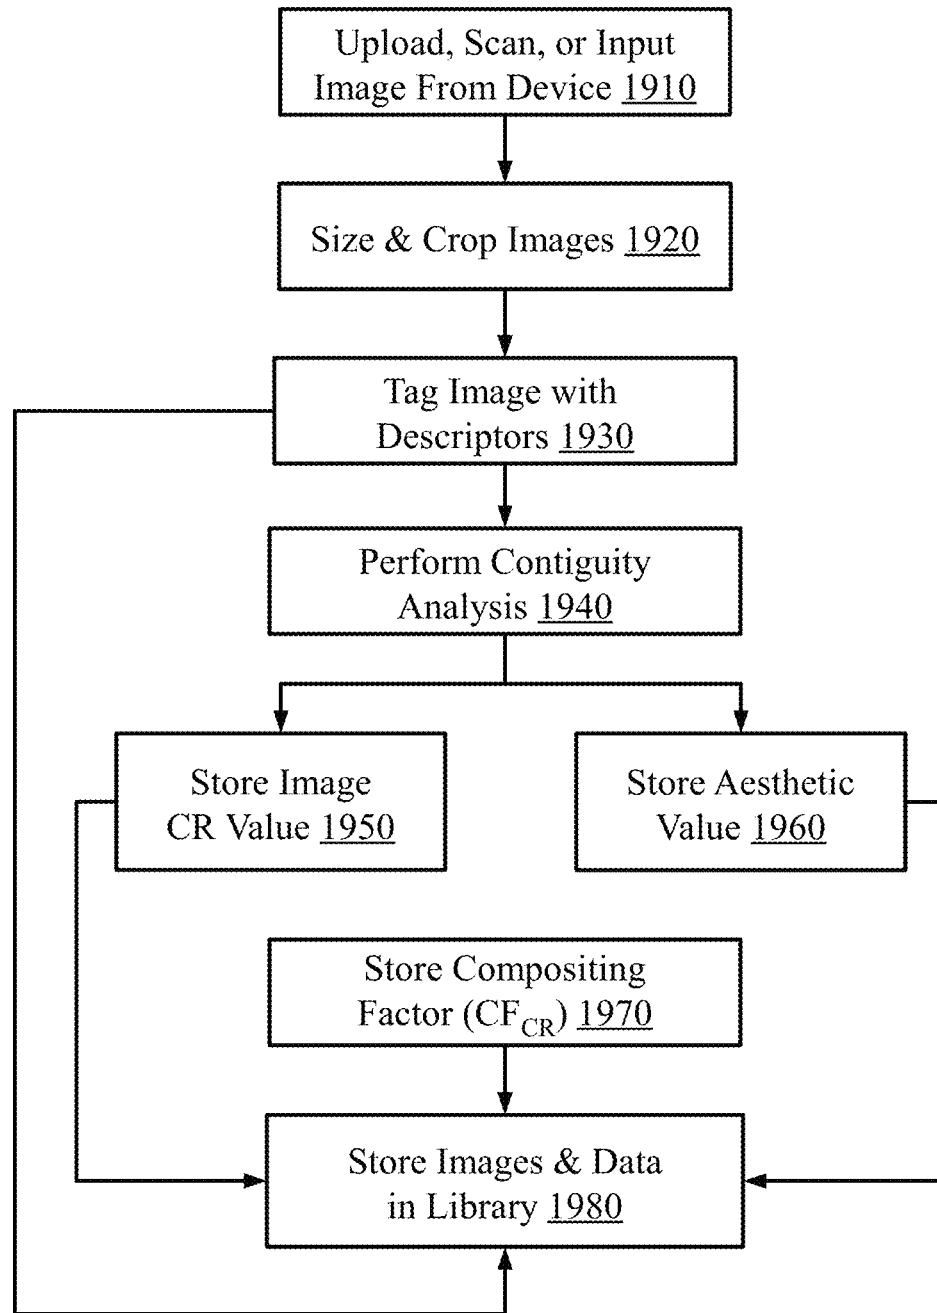 Upload, Scan, or Input
Image From Device 1910
Size & Crop Images 1920
Tag Image with
Descriptors 1930
Perform Contiguity
Analysis 1940
Store Image
CR Value 1950
Store Aesthetic
Value 1960
Store Compositing
Factor (CF_CR) 1970
Store Images & Data
in Library 1980